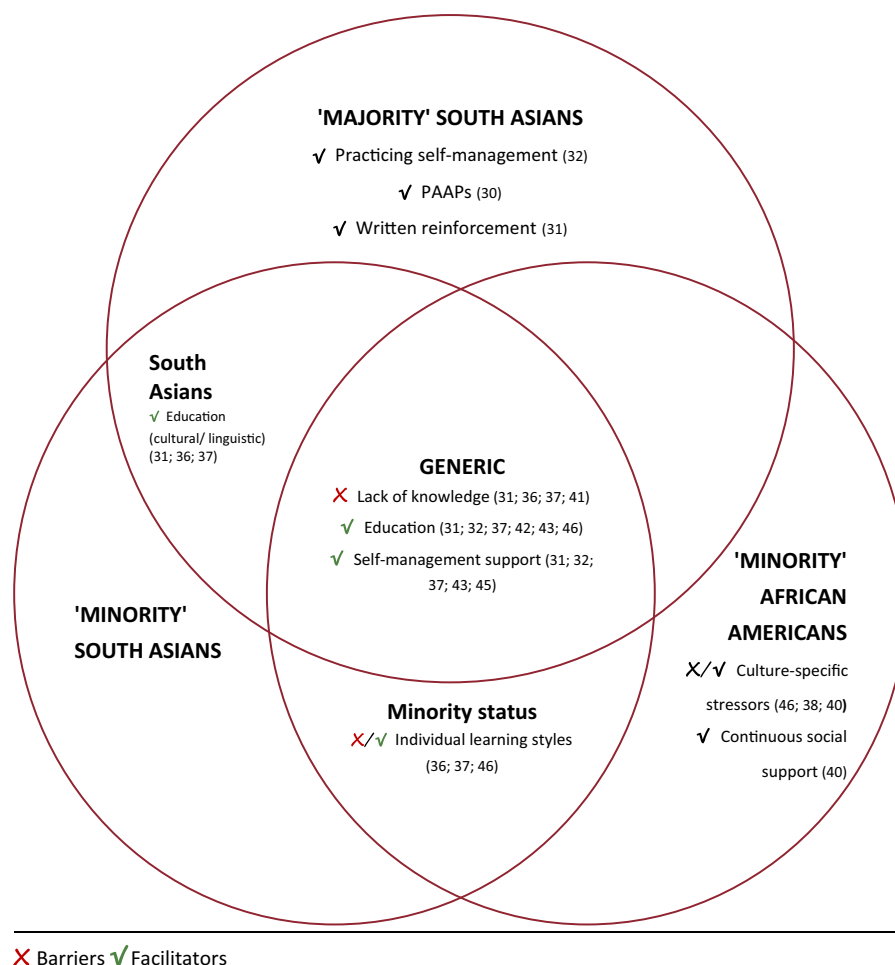 'MAJORITY' SOUTH ASIANS
√ Practicing self-management (32)
√ PAAPs (30)
√ Written reinforcement (31)
South
Asians
√ Education
(cultural/ linguistic)
(31; 36; 37)
GENERIC
X Lack of knowledge (31; 36; 37; 41)
√ Education (31; 32; 37; 42; 43; 46)
√ Self-management support (31; 32;
37; 43; 45)
'MINORITY'
SOUTH ASIANS
'MINORITY'
AFRICAN
AMERICANS
X/√ Culture-specific
stressors (46; 38; 40)
√ Continuous social
support (40)
Minority status
X/√ Individual learning styles
(36; 37; 46)
X Barriers √ Facilitators